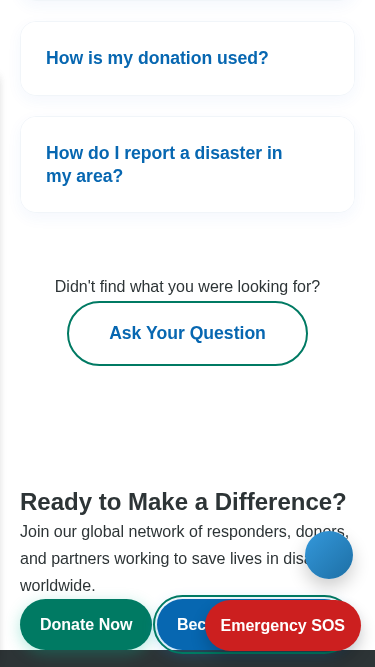 How is my donation used?
How do I report a disaster in
my area?
Didn't find what you were looking for?
Ask Your Question
Ready to Make a Difference?
Join our global network of responders, donors,
and partners working to save lives in
worldwide.
Donate Now
Emergency SOS